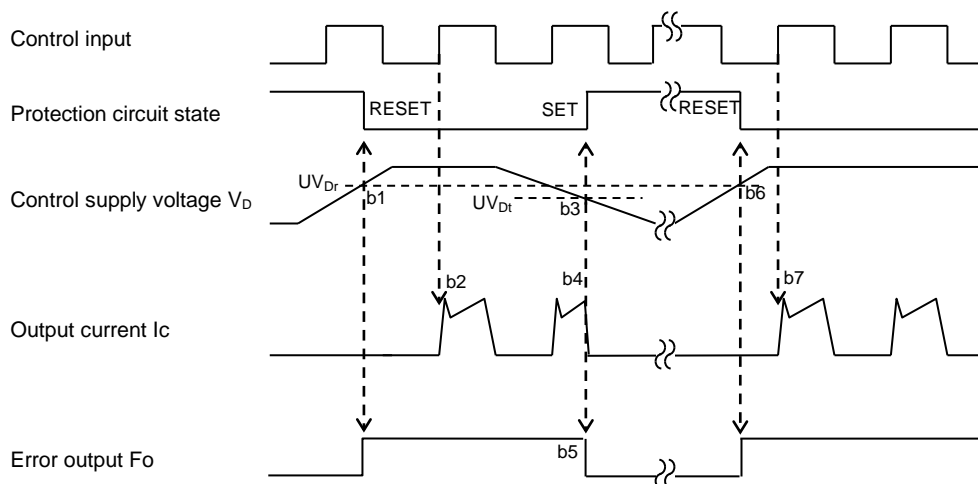 Control input
Protection circuit state
RESET
SET
RESET
Control supply voltage VD
UVDr
b1
UVDt
b3
b6
b2
b4
b7
Output current Ic
b5
Error output Fo